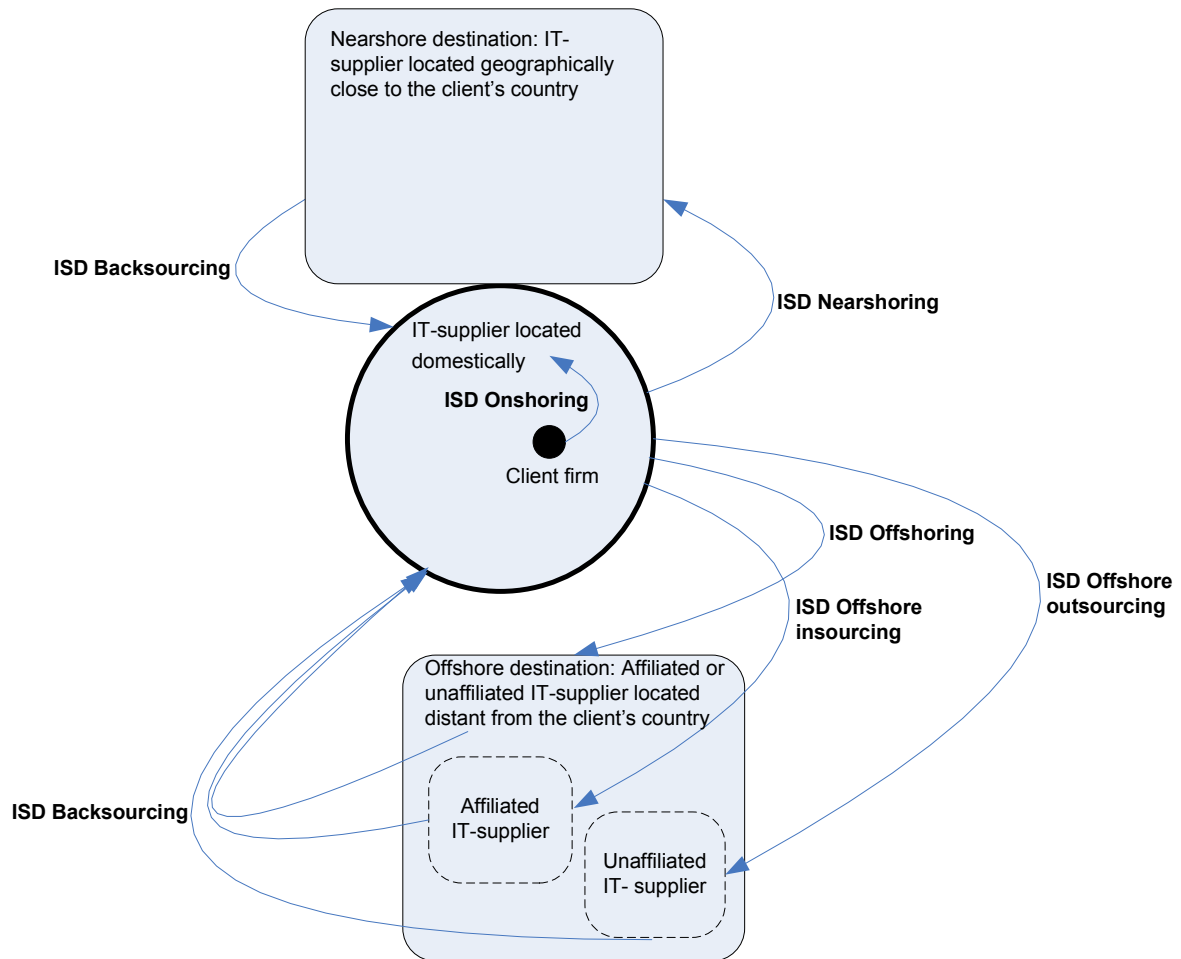 Nearshore destination: IT-
supplier located geographically
close to the client's country
ISD Backsourcing
ISD Nearshoring
IT-supplier located
domestically
ISD Onshoring
Client firm
ISD Offshoring
ISD Offshore
outsourcing
ISD Offshore
insourcing
Offshore destination: Affiliated or
unaffiliated IT-supplier located
distant from the client's country
ISD Backsourcing
Affiliated
IT-supplier
Unaffiliated
IT- supplier